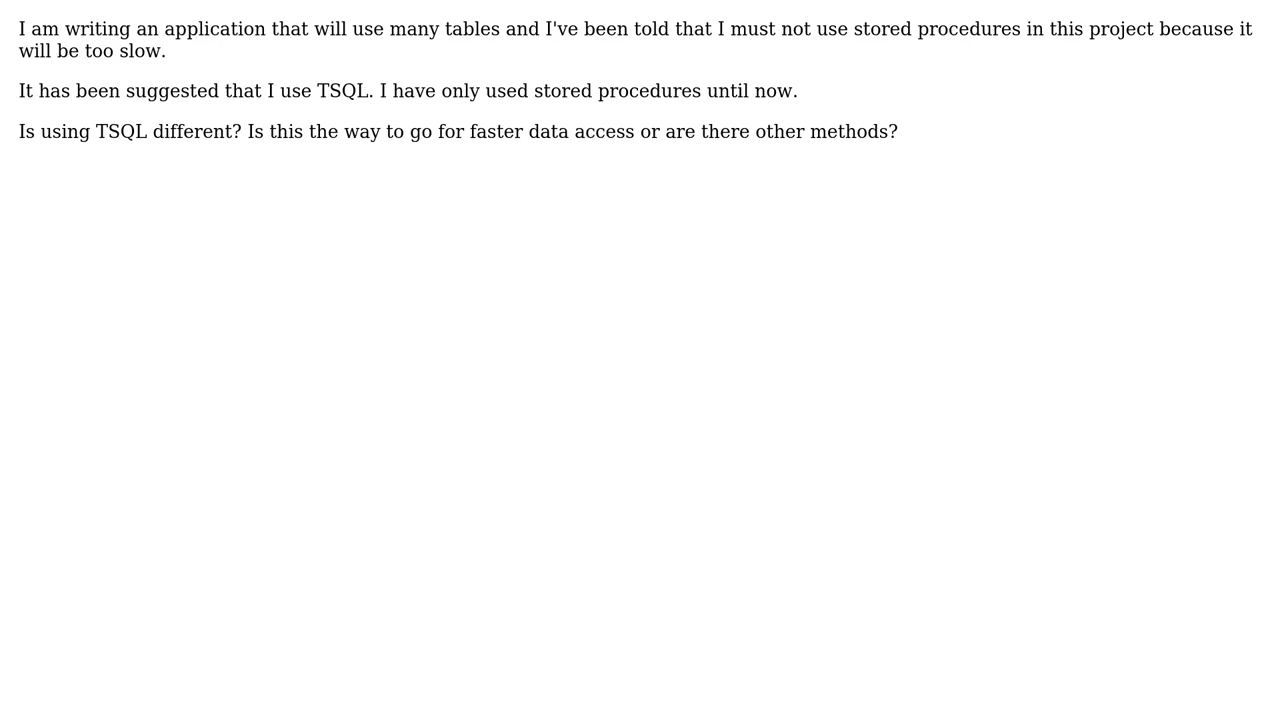 I am writing an application that will use many tables and I've been told that I must not use stored procedures in this project because it
will be too slow.
It has been suggested that I use TSQL. I have only used stored procedures until now.
Is using TSQL different? Is this the way to go for faster data access or are there other methods?